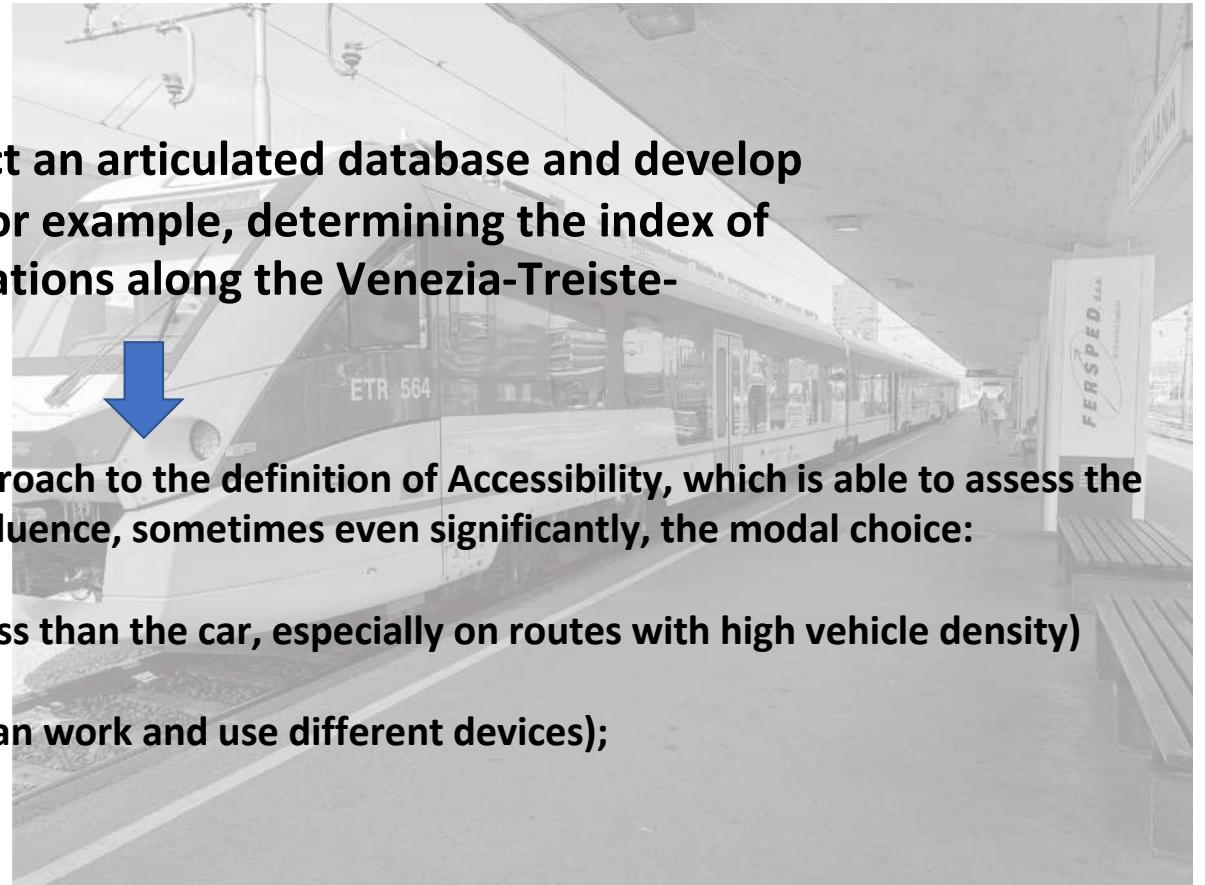 ct an articulated database and develop
or example, determining the index of
ations along the Venezia-Treiste-
ETR 564
FERSPED d.d.
LJUBLJANA
roach to the definition of Accessibility, which is able to assess the
luence, sometimes even significantly, the modal choice:
ss than the car, especially on routes with high vehicle density)
an work and use different devices);